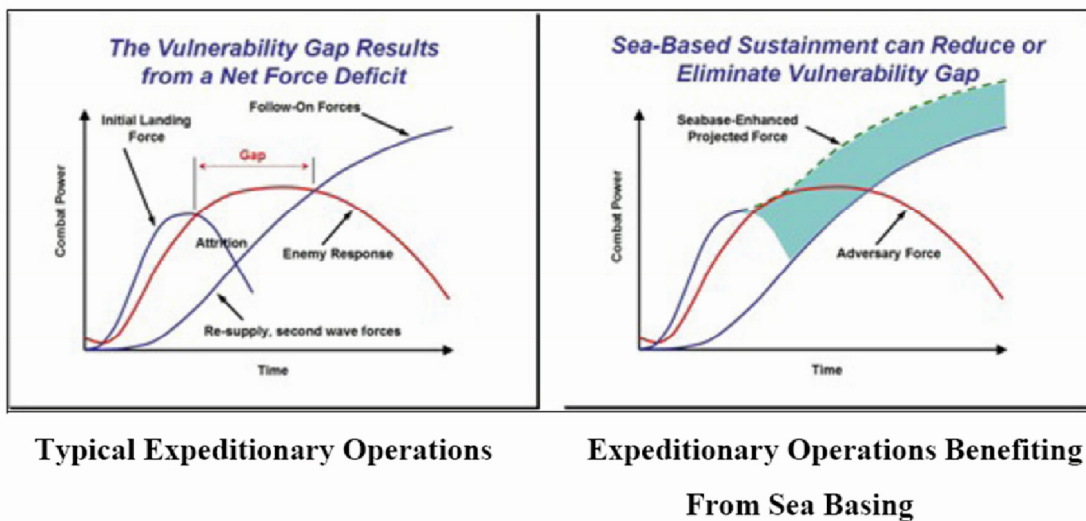 The Vulnerability Gap Results
from a Net Force Deficit
Follow-On Forces
Initial Landing
Force
Gap
Combat Power
Attrition
Enemy Response
Re-supply, second wave forces
Time
Typical Expeditionary Operations
Sea-Based Sustainment can Reduce or
Eliminate Vulnerability Gap
Seabase-Enhanced
Projected Force
Combat Power
Adversary Force
Time
Expeditionary Operations Benefiting
From Sea Basing